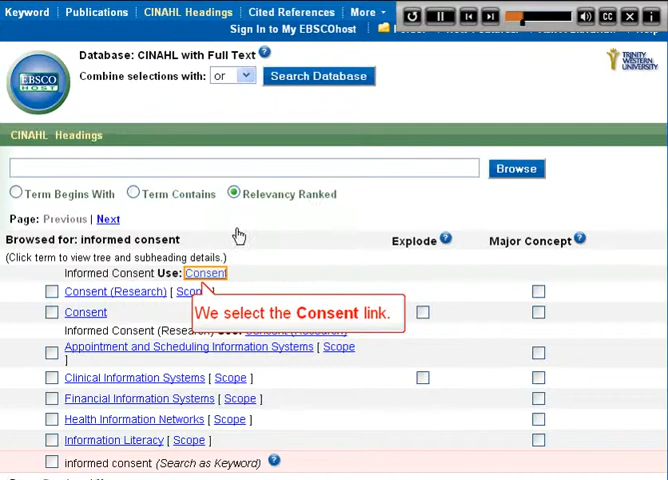 Keyword | Publications | CINAHL Headings | Cited References | More
CC
Sign In to My EBSCOhost
Database: CINAHL with Full Text ?
TRINITY
WESTERN
UNIVERSITY
Combine selections with: or Search Database
EBSCO
HOST
CINAHL Headings
Browse
Term Begins With Term Contains Relevancy Ranked
Page: Previous | Next
Browsed for: informed consent Explode ? Major Concept ?
(Click term to view tree and subheading details.)
Informed Consent Use: Consent
Consent (Research) [ Scop ]
We select the Consent link.
Consent
Informed Consent (Research)
Appointment and Scheduling Information Systems [ Scope
]
Clinical Information Systems [ Scope ]
Financial Information Systems [ Scope ]
Health Information Networks [ Scope ]
Information Literacy [ Scope ]
informed consent (Search as Keyword) ?